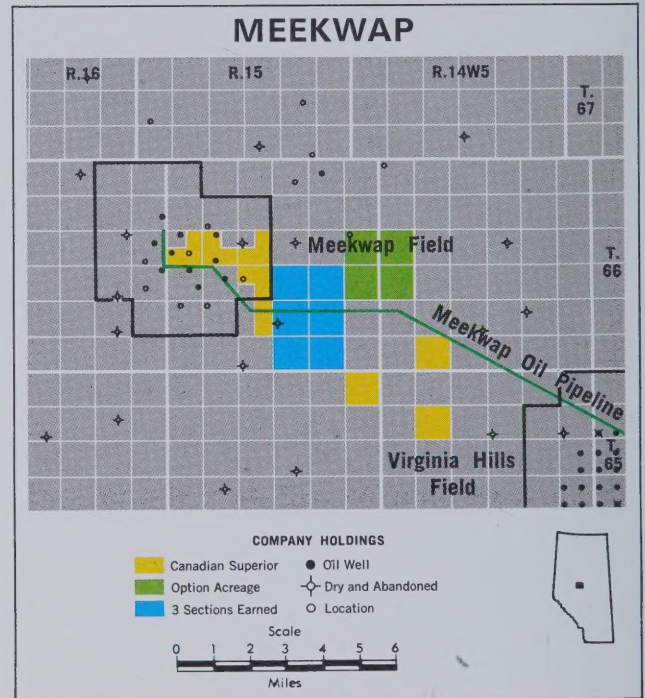 MEEKWAP
R.16 R.15 R.14W5
T.
67
Meekwap Field
T.
66
Meekwap Oil Pipeline
Virginia Hills
Field
T.
65
COMPANY HOLDINGS
Canadian Superior Oil Well
Option Acreage Dry and Abandoned
3 Sections Earned Location
Scale
0 1 2 3 4 5 6
Miles